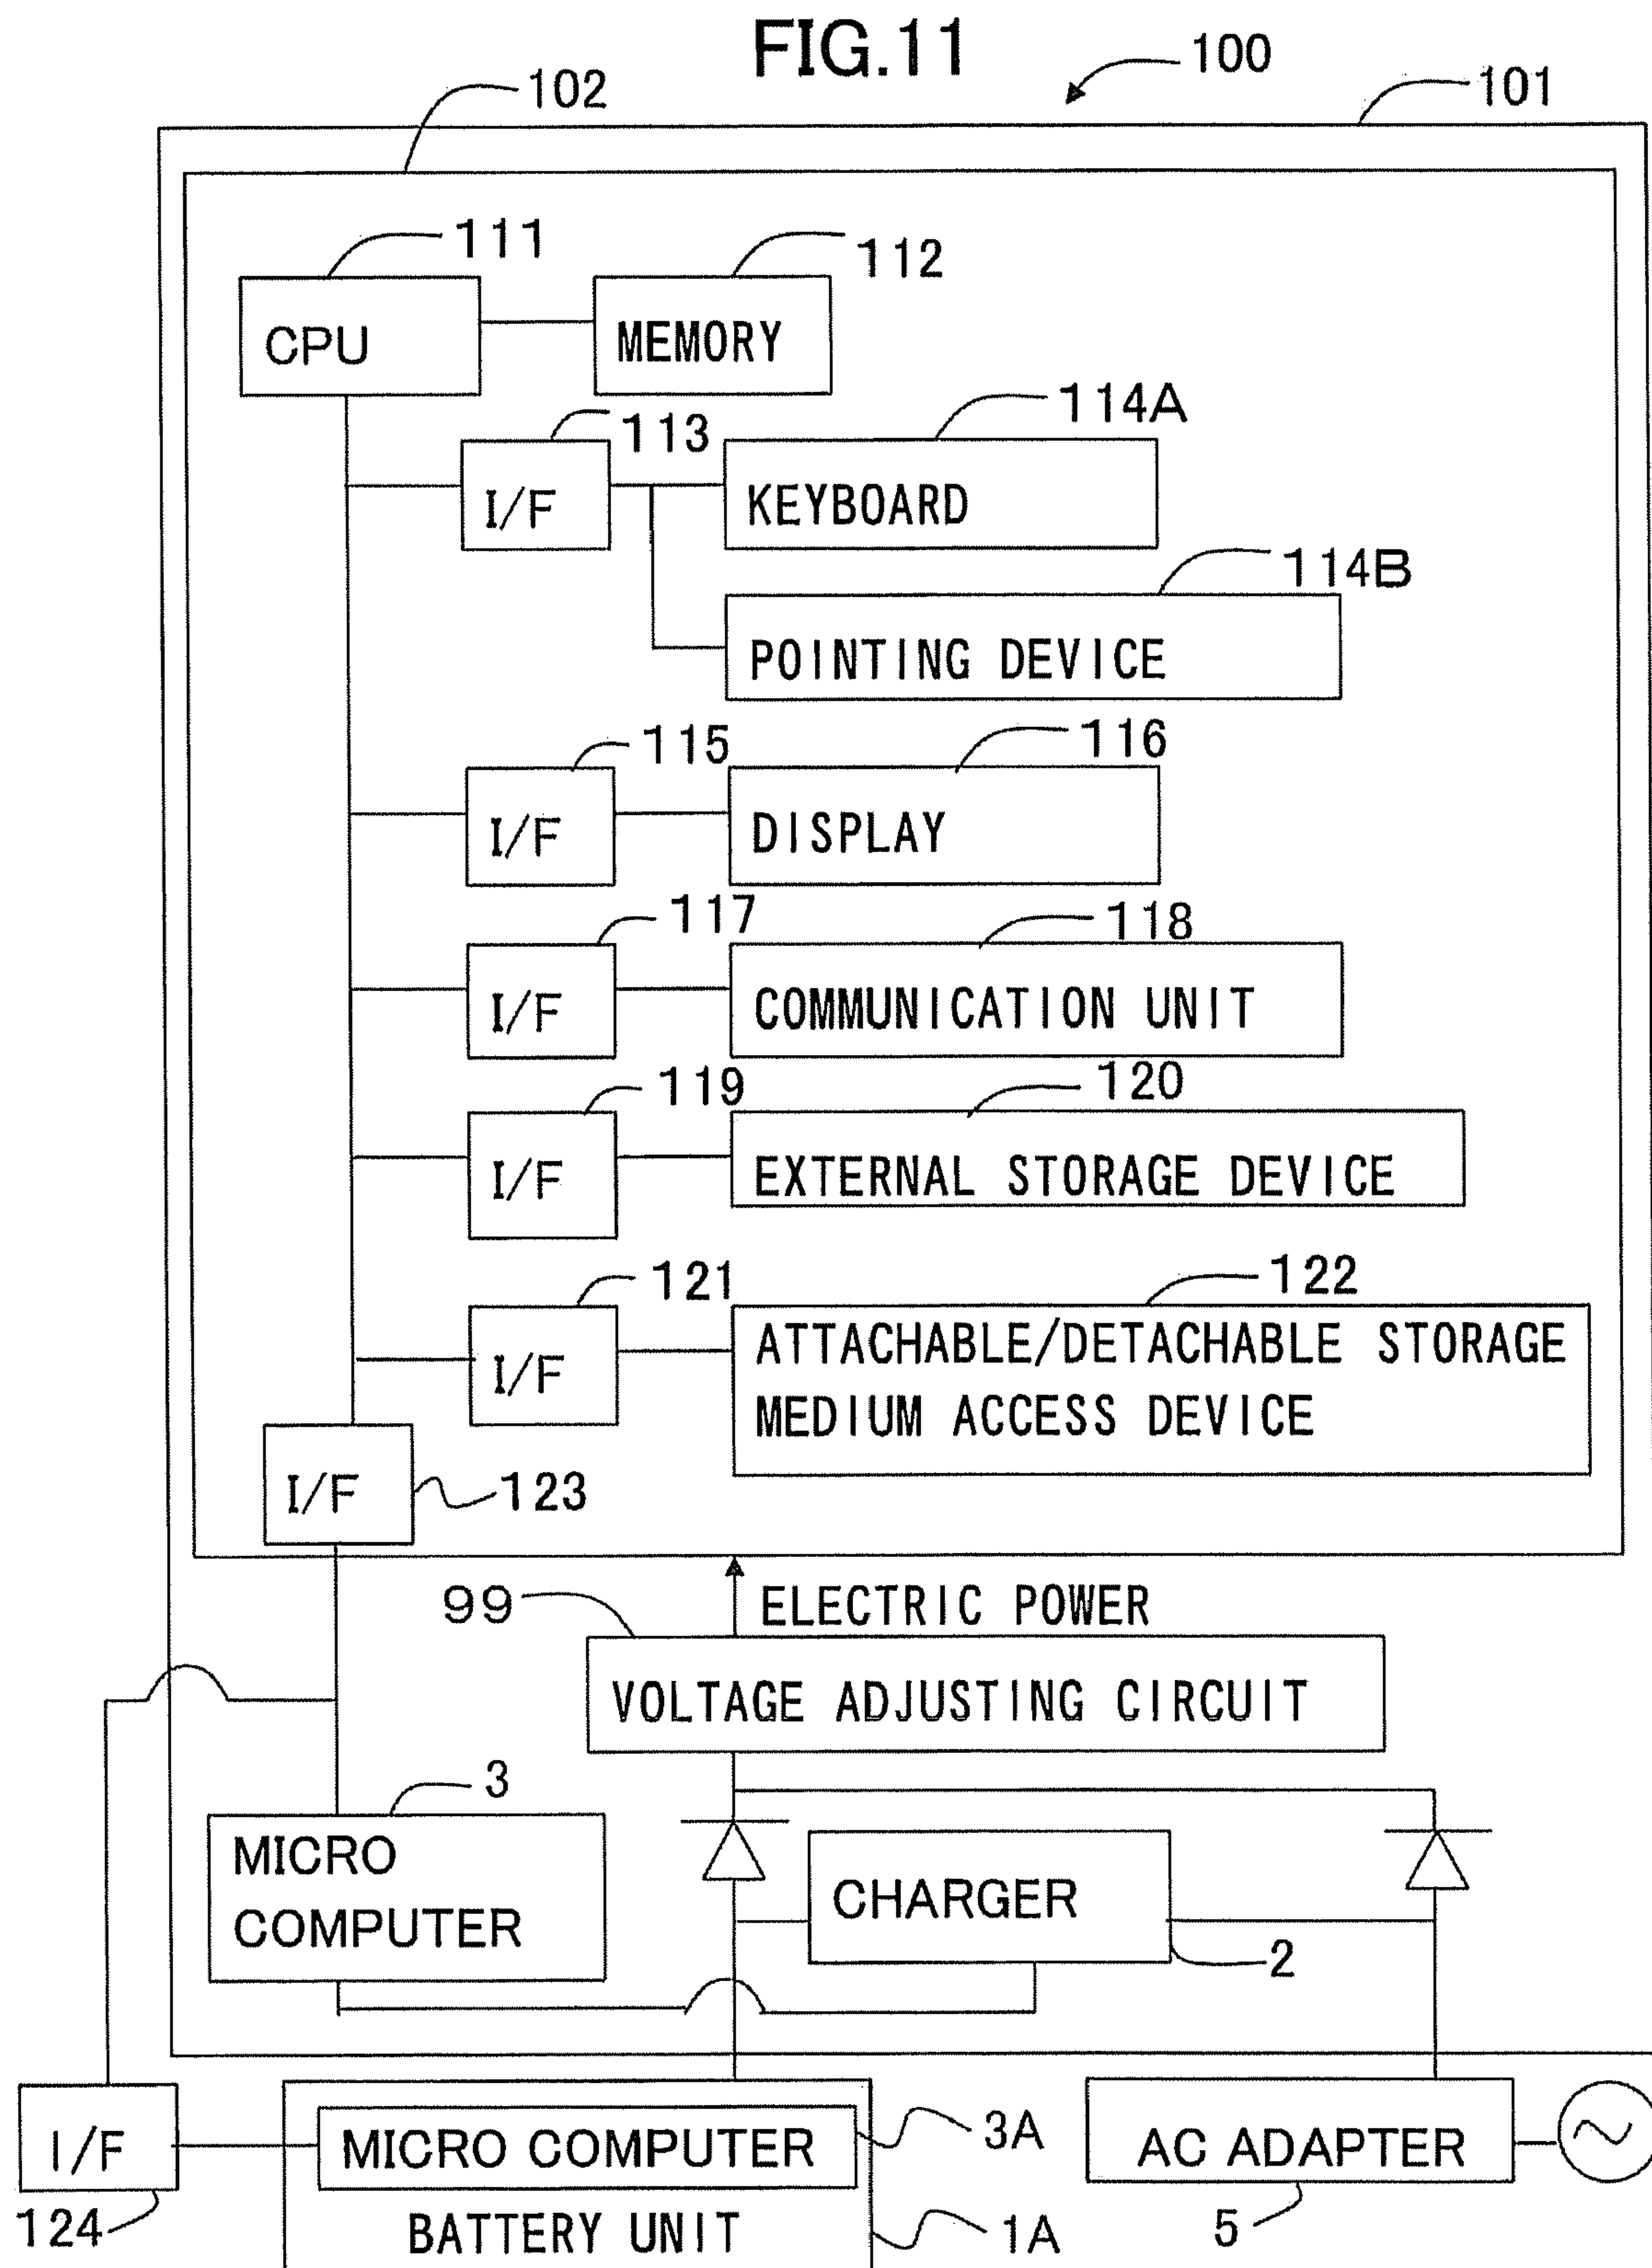 FIG.11
100
102
101
111
112
CPU
MEMORY
113
114A
I/F
KEYBOARD
114B
POINTING DEVICE
115
116
I/F
DISPLAY
117
118
I/F
COMMUNICATION UNIT
119
120
I/F
EXTERNAL STORAGE DEVICE
121
122
I/F
ATTACHABLE/DETACHABLE STORAGE
MEDIUM ACCESS DEVICE
I/F
123
99
ELECTRIC POWER
VOLTAGE ADJUSTING CIRCUIT
3
MICRO
COMPUTER
CHARGER
2
I/F
124
MICRO COMPUTER
3A
BATTERY UNIT
1A
AC ADAPTER
5